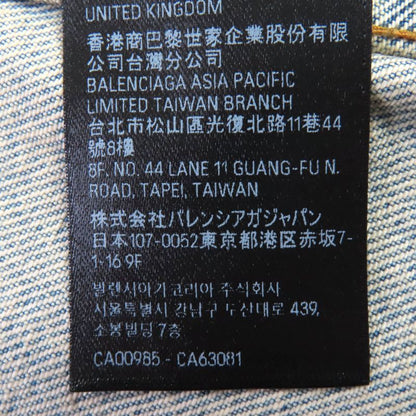 UNITED KINGDOM
香港商巴黎世家企業股份有限
公司台灣分公司
BALENCIAGA ASIA PACIFIC
LIMITED TAIWAN BRANCH
台北市松山區光復北路11巷44
號8樓
8F. NO. 44 LANE 11 GUANG-FU N.
ROAD, TAPEI, TAIWAN
株式会社バレンシアガジャパン
日本107-0052東京都港区赤坂7-
1-16 9F
발렌시아가코리아 주식회사
서울특별시 강남구 도산대로 439,
소봉빌딩 7층
CA00985 - CA63081